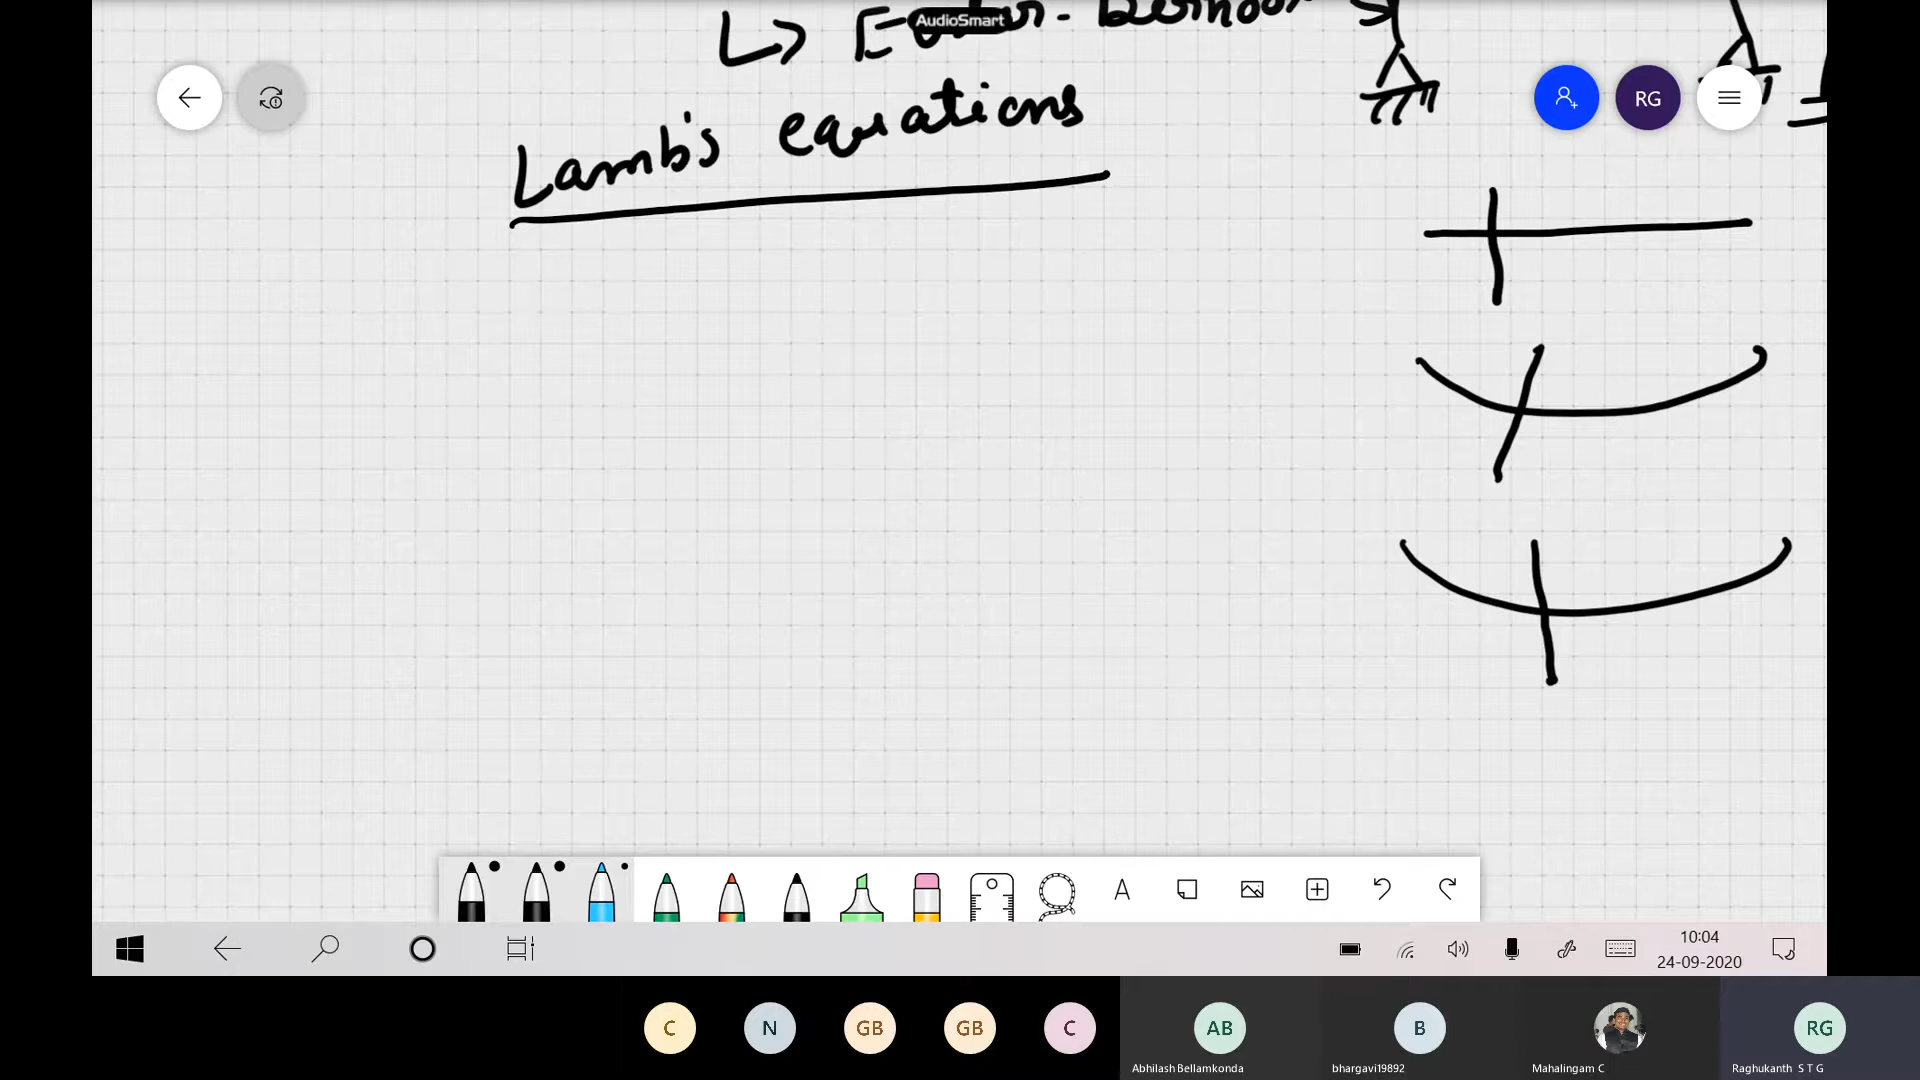 AudioSmart
Lamb's equations
RG
A
10:04
24-09-2020
C
N
GB
GB
C
AB
B
RG
Abhilash Bellamkonda
bhargavi19892
Mahalingam C
Raghukanth S T G